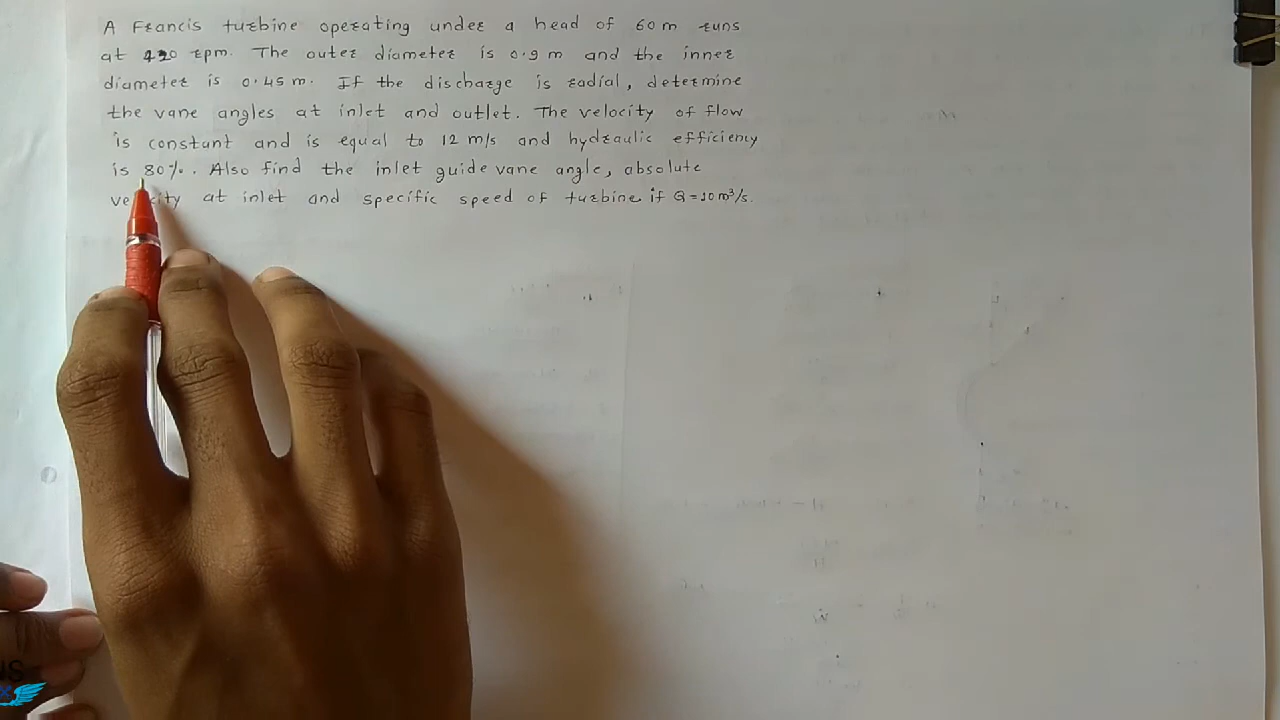 A Francis turbine operating under a head of 60 m runs
at rpm. The outer diameter is 0.9 m and the inner
diameter is 0.45 m. If the discharge is radial, determine
the vane angles at inlet and outlet. The velocity of flow
is constant and is equal to 12 m/s and hydraulic efficiency
is 80%. Also find the inlet guide vane angle, absolute
velocity at inlet and specific speed of turbine if Q = 10 m³/s.